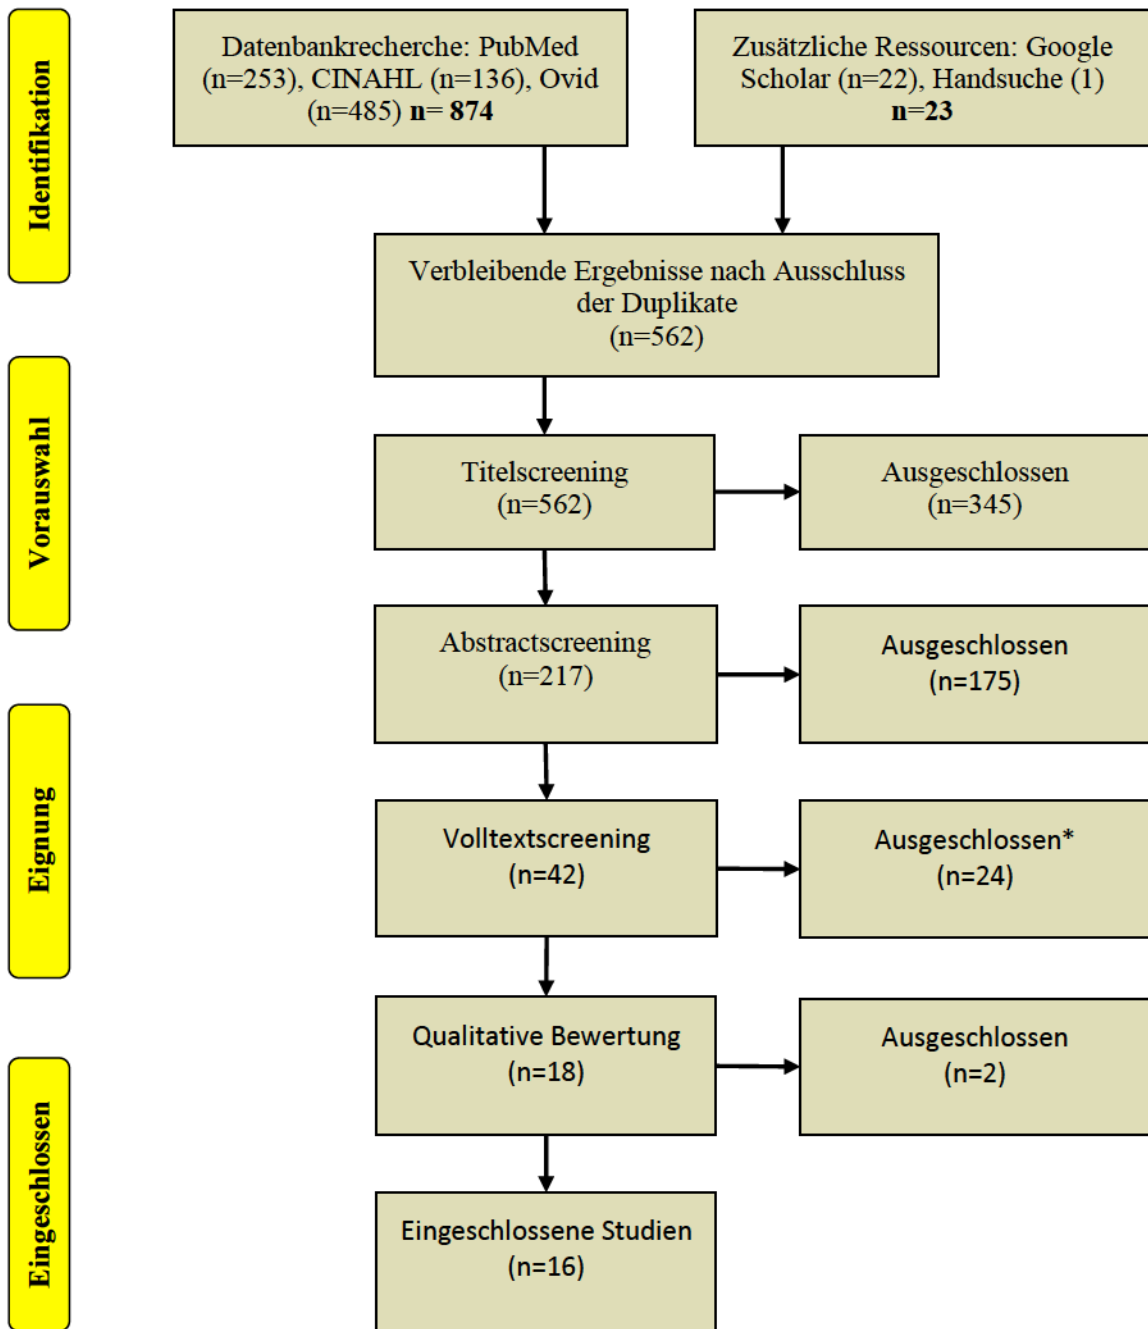 Identifikation
Datenbankrecherche: PubMed
(n=253), CINAHL (n=136), Ovid
(n=485) n= 874
Zusätzliche Ressourcen: Google
Scholar (n=22), Handsuche (1)
n=23
Verbleibende Ergebnisse nach Ausschluss
der Duplikate
(n=562)
Vorauswahl
Titelscreening
(n=562)
Ausgeschlossen
(n=345)
Abstractscreening
(n=217)
Ausgeschlossen
(n=175)
Eignung
Volltextscreening
(n=42)
Ausgeschlossen*
(n=24)
Qualitative Bewertung
(n=18)
Ausgeschlossen
(n=2)
Eingeschlossen
Eingeschlossene Studien
(n=16)